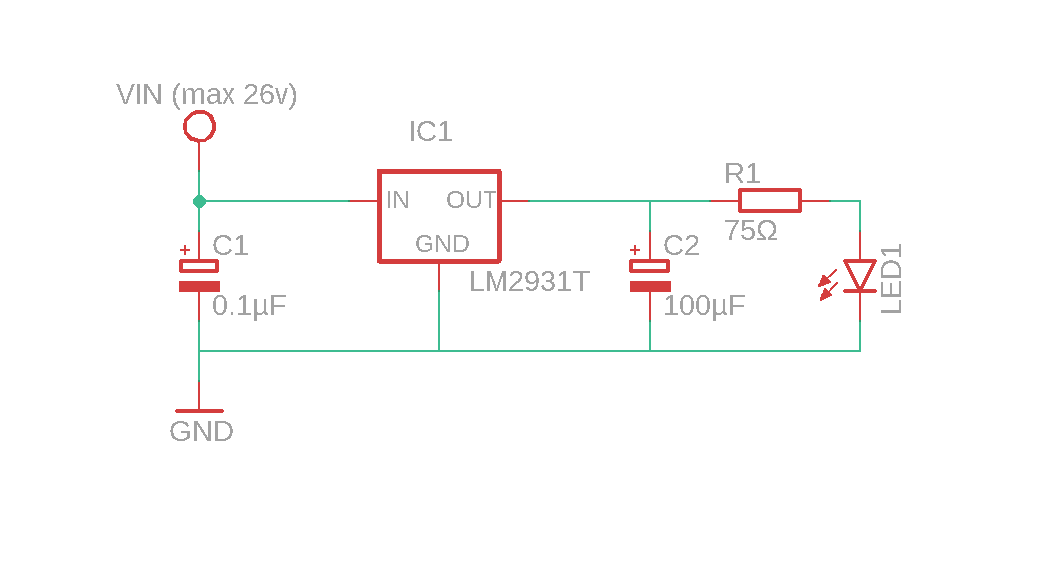 VIN (max 26v)
IC1
IN
OUT
GND
LM2931T
+
C1
0.1µF
+
C2
100µF
R1
75Ω
LED1
GND